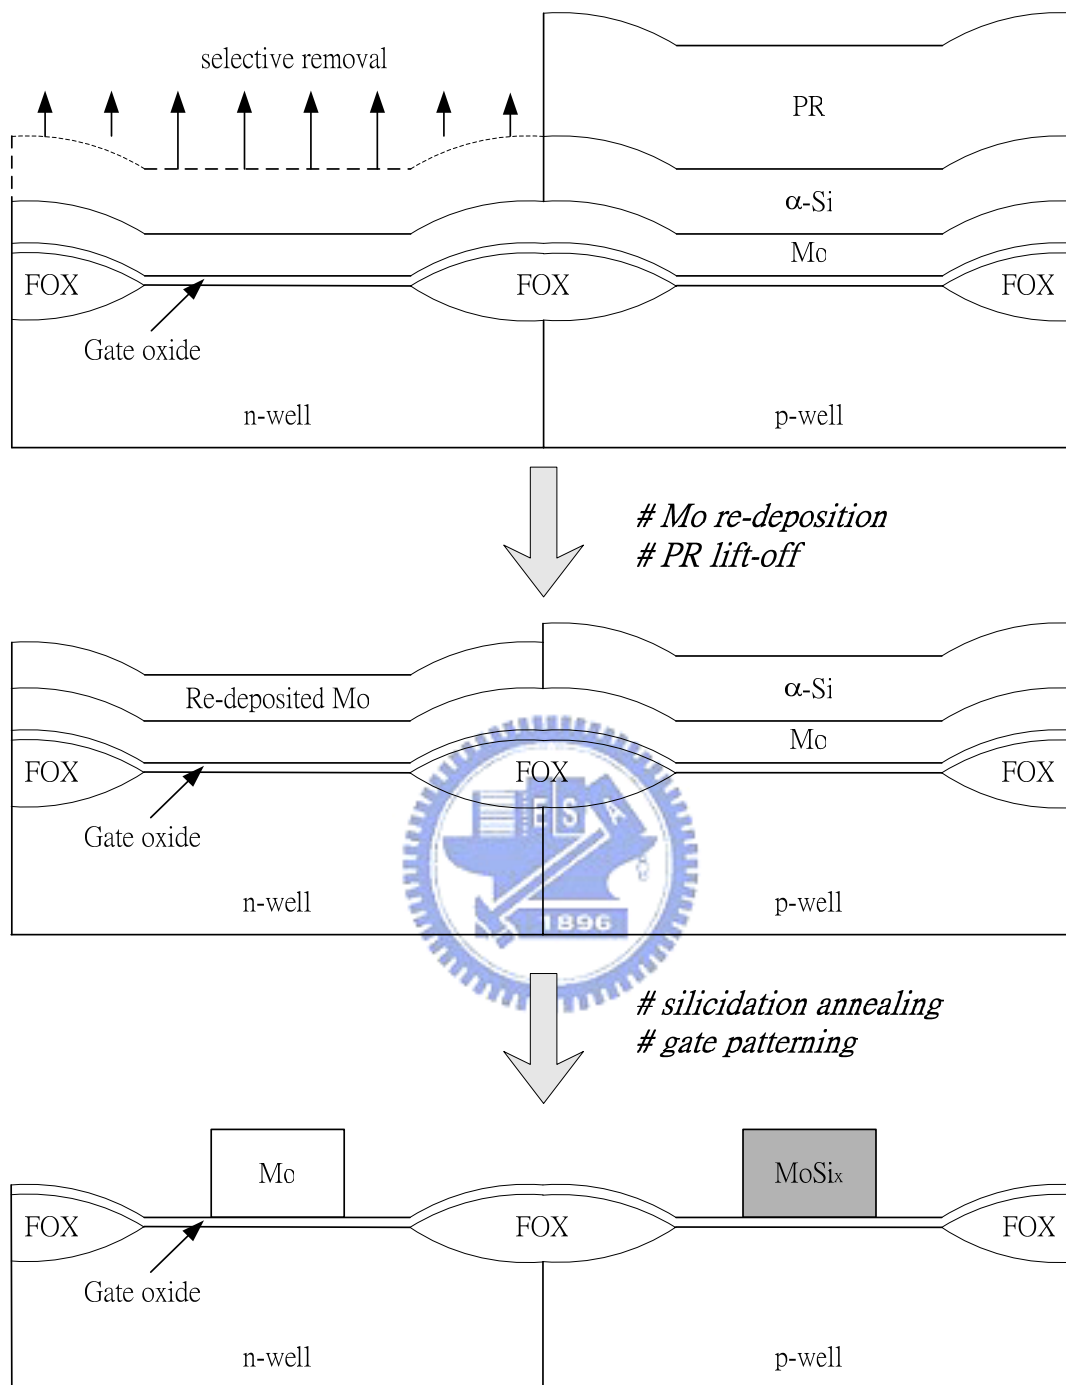 selective removal
PR
α-Si
Mo
FOX
FOX
FOX
Gate oxide
n-well
p-well
# Mo re-deposition
# PR lift-off
Re-deposited Mo
α-Si
Mo
FOX
FOX
FOX
Gate oxide
E S A
n-well
p-well
1896
# silicidation annealing
# gate patterning
Mo
MoSix
FOX
FOX
FOX
Gate oxide
n-well
p-well